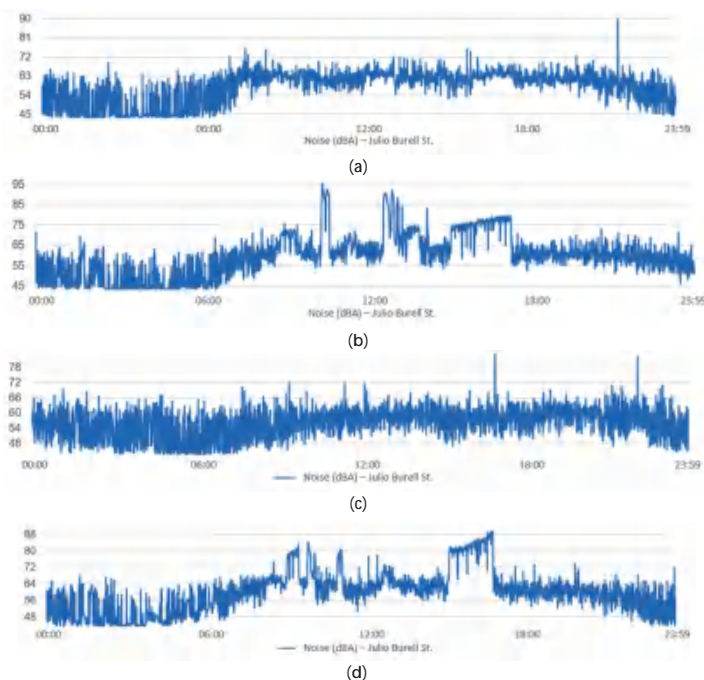 90
81
72
63
54
45
00:00 06:00 12:00 18:00 23:59
Noise (dBA) – Julio Burell St.
(a)
95
85
75
65
55
45
00:00 06:00 12:00 18:00 23:59
Noise (dBA) – Julio Burell St.
(b)
78
72
66
60
54
48
00:00 06:00 12:00 18:00 23:59
Noise (dBA) – Julio Burell St.
(c)
88
80
72
64
56
48
00:00 06:00 12:00 18:00 23:59
Noise (dBA) – Julio Burell St.
(d)